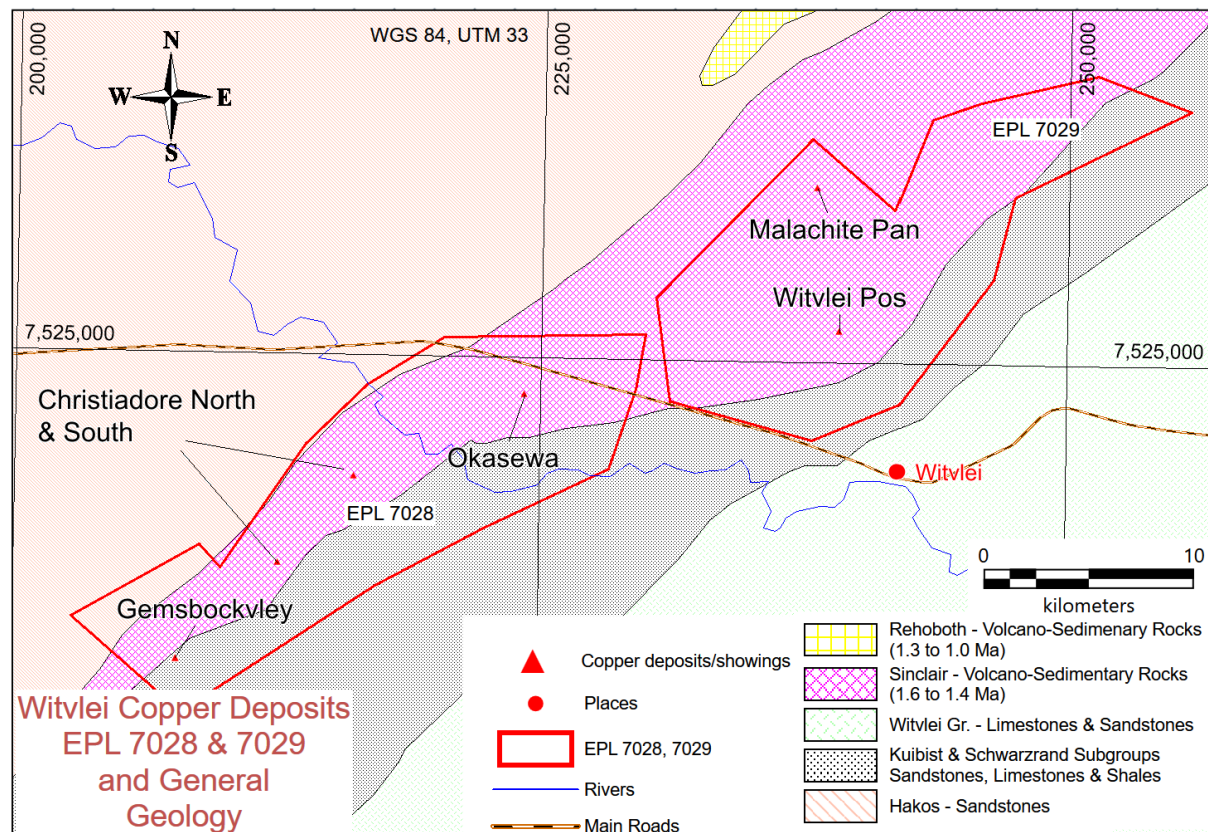 200,000
WGS 84, UTM 33
225,000
250,000
N
W
E
S
EPL 7029
Malachite Pan
Witvlei Pos
7,525,000
7,525,000
Christiadore North
& South
Okasewa
Witvlei
EPL 7028
Gemsbockvley
0
10
kilometers
Witvlei Copper Deposits
EPL 7028 & 7029
and General
Geology
Copper deposits/showings
Places
EPL 7028, 7029
Rivers
Main Roads
Rehoboth - Volcano-Sedimenary Rocks
(1.3 to 1.0 Ma)
Sinclair - Volcano-Sedimentary Rocks
(1.6 to 1.4 Ma)
Witvlei Gr. - Limestones & Sandstones
Kuibist & Schwarzrand Subgroups
Sandstones, Limestones & Shales
Hakos - Sandstones